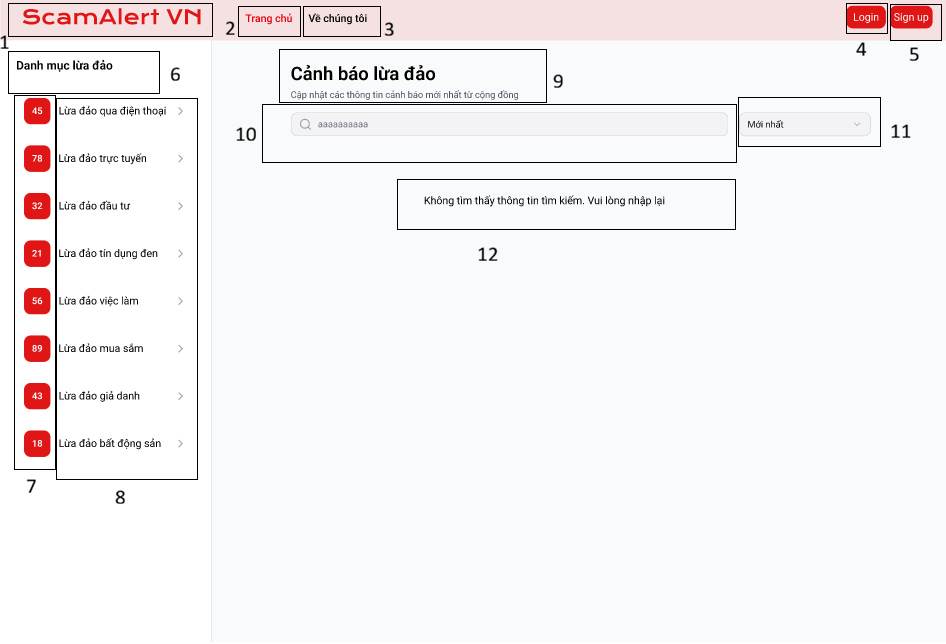 ScamAlert VN
1
2
Trang chủ
Về chúng tôi
3
Login
4
Sign up
5
Danh mục lừa đảo
6
45 Lừa đảo qua điện thoại
78 Lừa đảo trực tuyến
32 Lừa đảo đầu tư
21 Lừa đảo tín dụng đen
56 Lừa đảo việc làm
89 Lừa đảo mua sắm
43 Lừa đảo giả danh
18 Lừa đảo bất động sản
7
8
Cảnh báo lừa đảo
Cập nhật các thông tin cảnh báo mới nhất từ cộng đồng
9
10
aaaaaaaaaa
Mới nhất
11
Không tìm thấy thông tin tìm kiếm. Vui lòng nhập lại
12